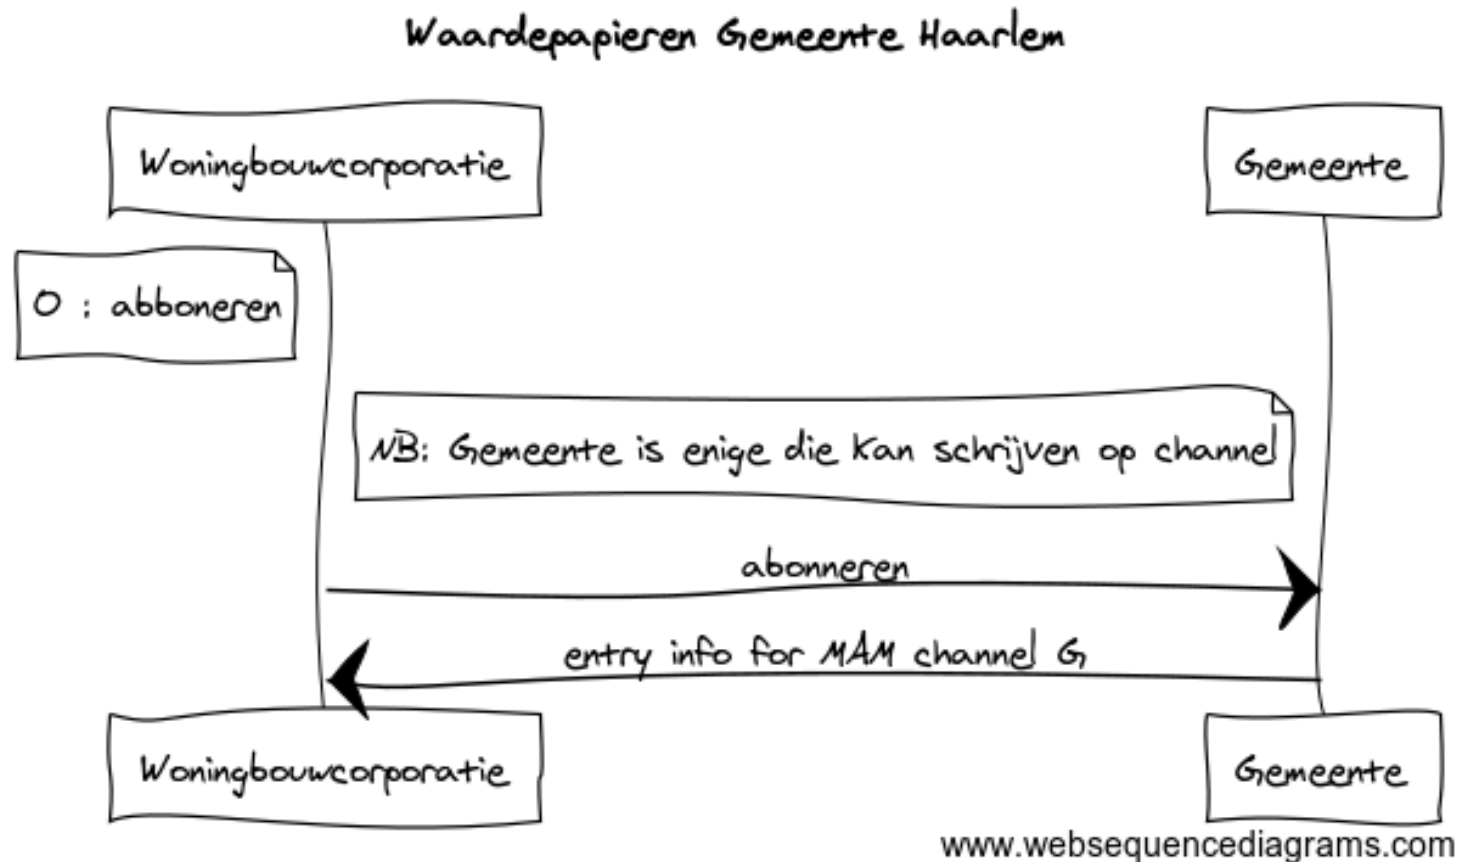 Waardepapieren Gemeente Haarlem
Woningbouwcorporatie
Gemeente
0 : abboneren
NB: Gemeente is enige die kan schrijven op channel
abonneren
entry info for MAM channel G
Woningbouwcorporatie
Gemeente
www.websequencediagrams.com